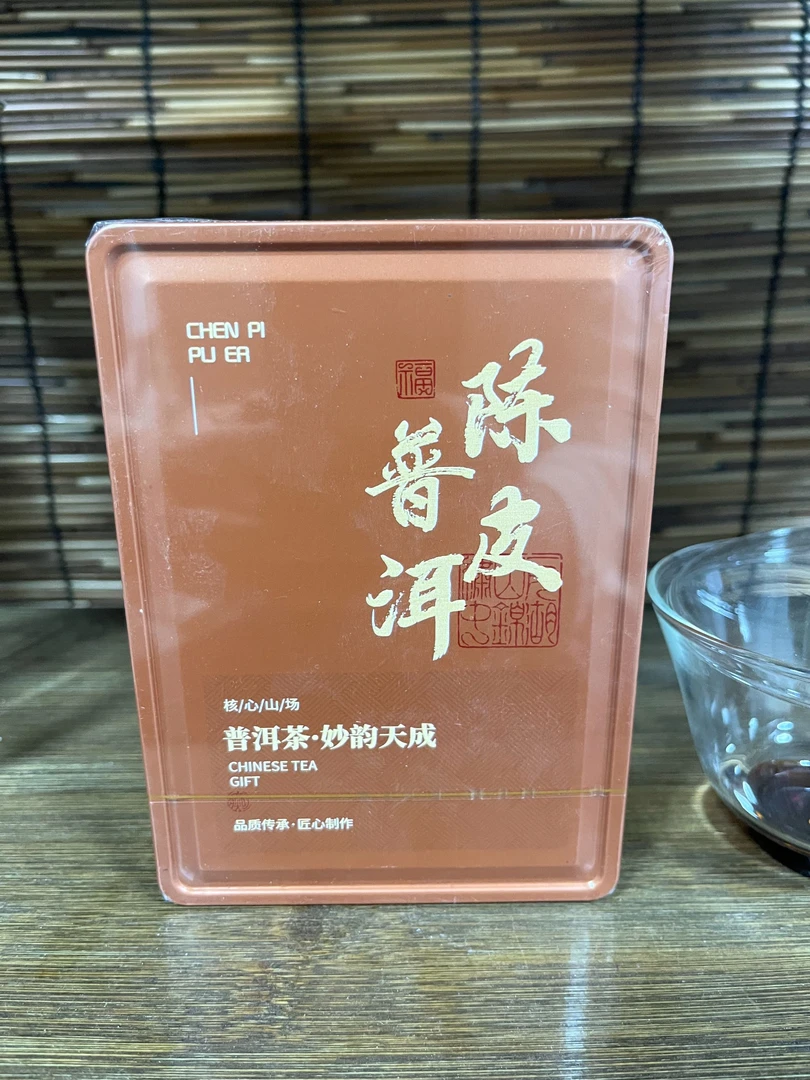 CHEN PI
PU ER
福
陈皮
普洱
核/心/山/场
普洱茶·妙韵天成
CHINESE TEA
GIFT
品质传承·匠心制作